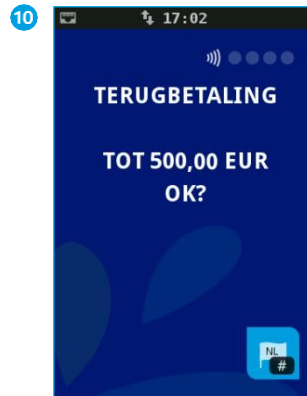 10
17:02
TERUGBETALING
TOT 500,00 EUR
OK?
NL
#